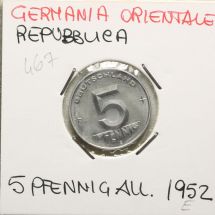 GERMANIA ORIENTALE
REPUBBLICA
467
DEUTSCHLAND
5
PFENNIG
5 PFENNIG ALL. 1952
E